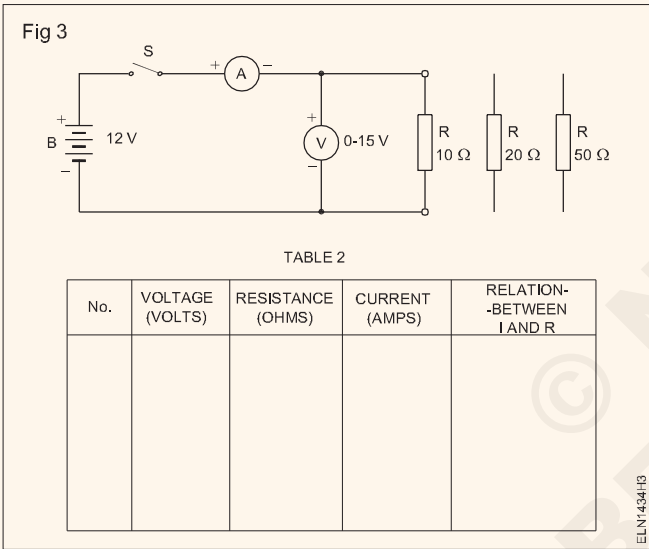 Fig 3
S
+ A –
+
B
12 V
–
+
V
–
0-15 V
R
10 Ω
R
20 Ω
R
50 Ω
TABLE 2
No.
VOLTAGE
(VOLTS)
RESISTANCE
(OHMS)
CURRENT
(AMPS)
RELATION-
-BETWEEN
I AND R
©
ELN1434H3